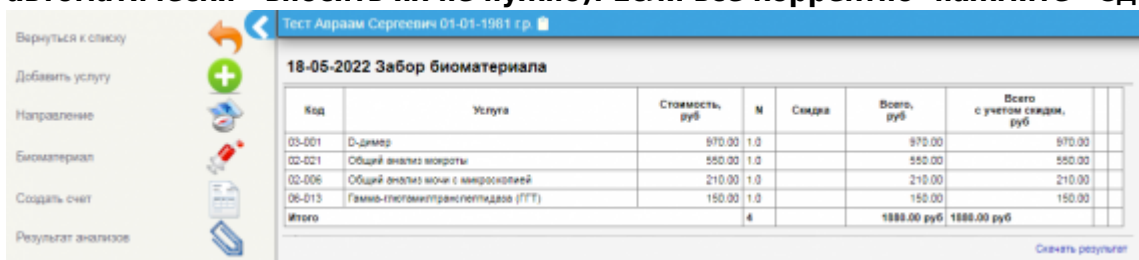 Тест Авраам Сергеевич 01-01-1981 г.р.
Вернуться к списку
Добавить услугу
Направление
Биоматериал
Создать счет
Результат анализов
18-05-2022 Забор биоматериала
Код Услуга Стоимость, руб N Скидка Всего, руб Всего с учетом скидки, руб
03-001 D-димер 970.00 1.0 970.00 970.00
02-021 Общий анализ мокроты 550.00 1.0 550.00 550.00
02-006 Общий анализ мочи с микроскопией 210.00 1.0 210.00 210.00
06-013 Гамма-глютамилтранспептидаза (ГГТ) 150.00 1.0 150.00 150.00
Итого 4 1880.00 руб 1880.00 руб
Скачать результат